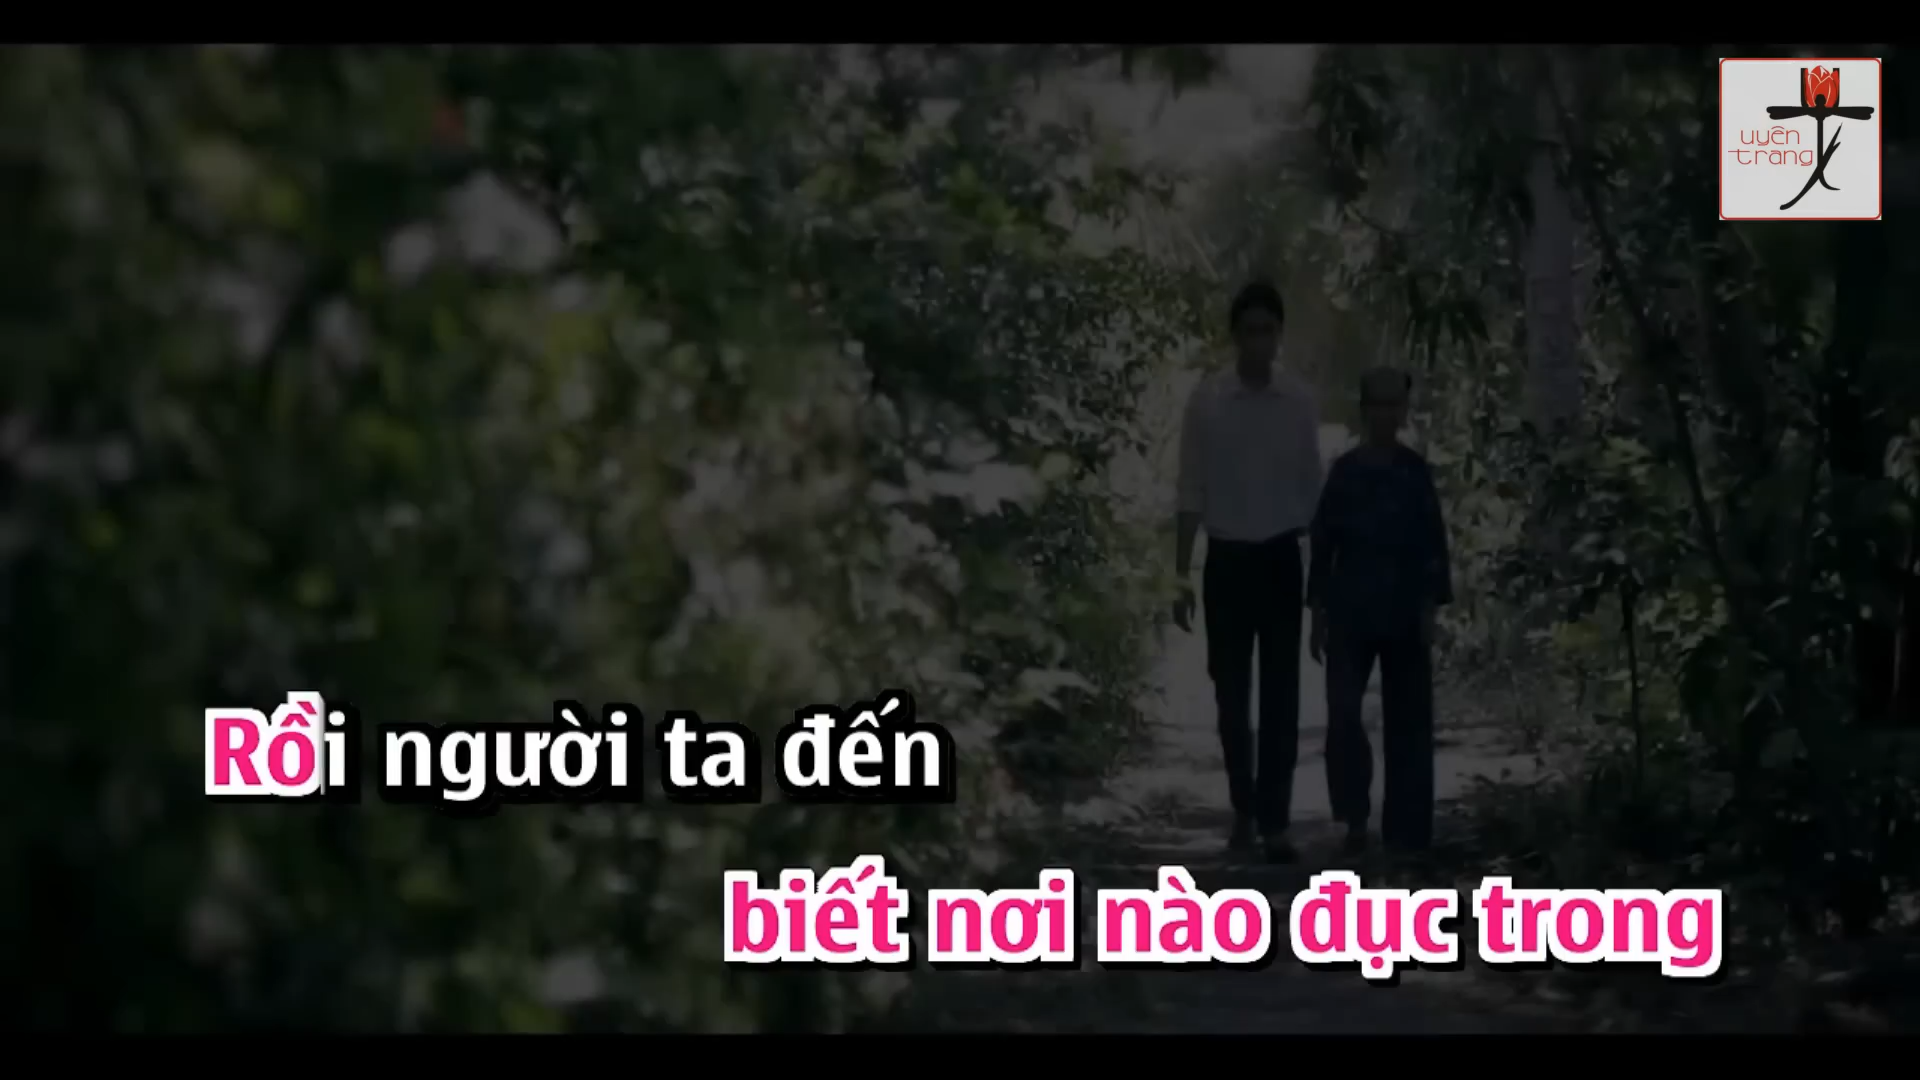 uyên
trang
Rồi người ta đến
biết nơi nào đục trong